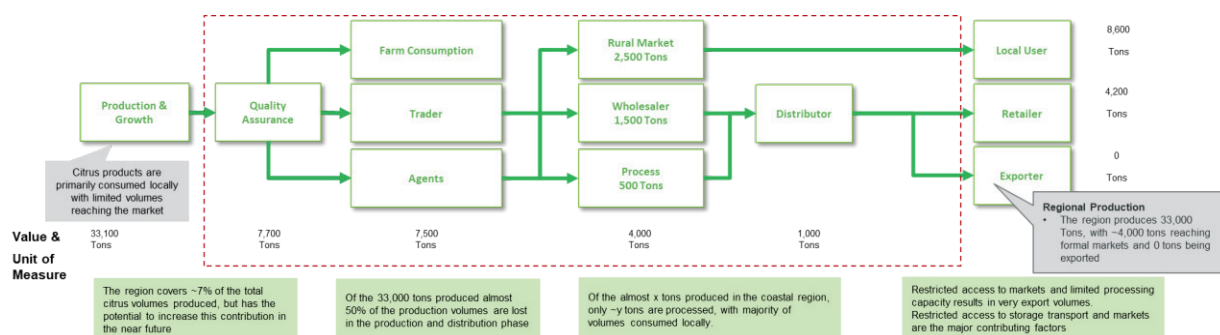 Farm Consumption
Rural Market
2,500 Tons
Local User
8,600
Tons
Production &
Growth
Quality
Assurance
Trader
Wholesaler
1,500 Tons
Distributor
Retailer
4,200
Tons
Agents
Process
500 Tons
Exporter
0
Tons
Citrus products are
primarily consumed locally
with limited volumes
reaching the market
Regional Production
• The region produces 33,000
Tons, with ~4,000 tons reaching
formal markets and 0 tons being
exported
Value &
Unit of
Measure
33,100
Tons
7,700
Tons
7,500
Tons
4,000
Tons
1,000
Tons
The region covers ~7% of the total
citrus volumes produced, but has the
potential to increase this contribution in
the near future
Of the 33,000 tons produced almost
50% of the production volumes are lost
in the production and distribution phase
Of the almost x tons produced in the coastal region,
only ~y tons are processed, with majority of
volumes consumed locally.
Restricted access to markets and limited processing
capacity results in very export volumes.
Restricted access to storage transport and markets
are the major contributing factors